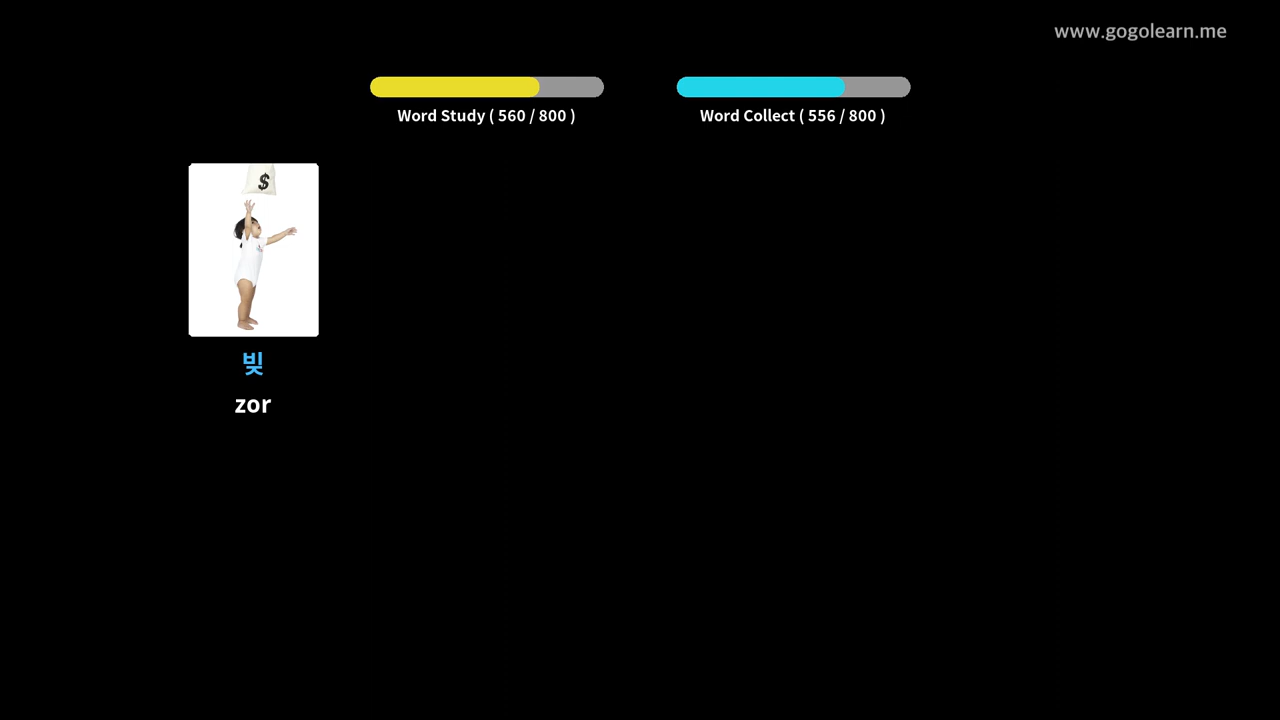 www.gogolearn.me
Word Study ( 560 / 800 )
Word Collect ( 556 / 800 )
$
빚
zor